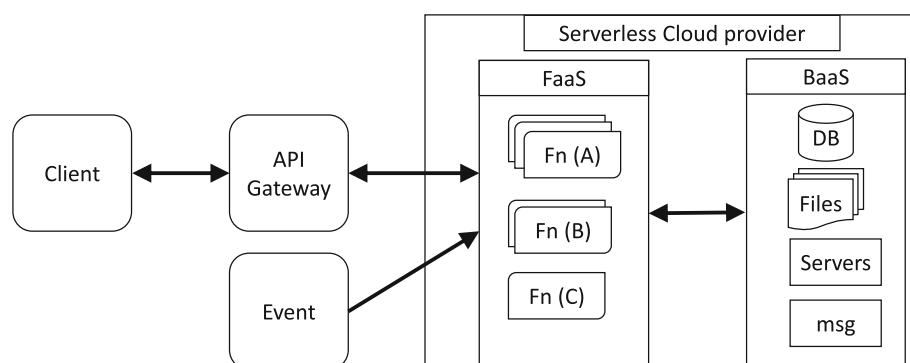 Serverless Cloud provider
FaaS
BaaS
Client
API
Gateway
Event
Fn (A)
Fn (B)
Fn (C)
DB
Files
Servers
msg